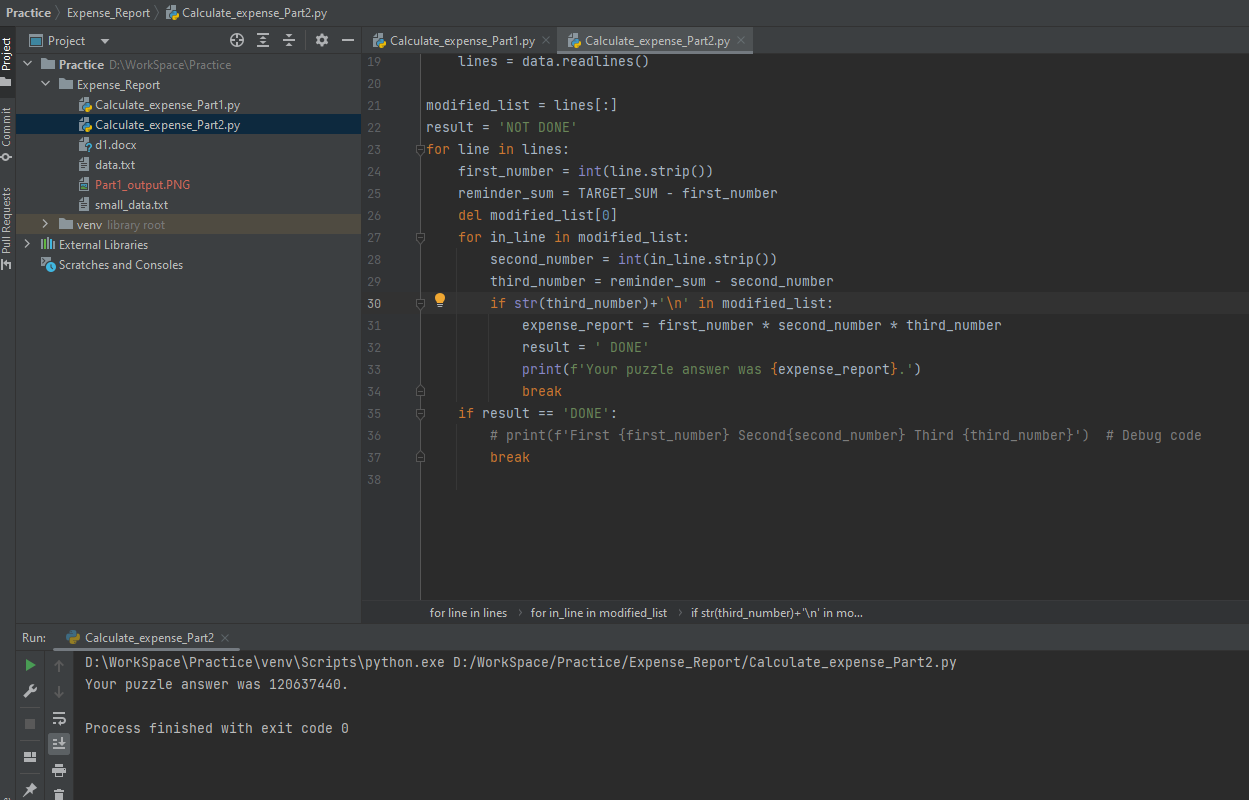 Practice Expense_Report Calculate_expense_Part2.py
Project
Commit
Pull Requests
Project
Practice D:\WorkSpace\Practice
Expense_Report
Calculate_expense_Part1.py
Calculate_expense_Part2.py
d1.docx
data.txt
Part1_output.PNG
small_data.txt
venv library root
External Libraries
Scratches and Consoles
Calculate_expense_Part1.py Calculate_expense_Part2.py
19 lines = data.readlines()
20
21 modified_list = lines[:]
22 result = 'NOT DONE'
23 for line in lines:
24 first_number = int(line.strip())
25 reminder_sum = TARGET_SUM - first_number
26 del modified_list[0]
27 for in_line in modified_list:
28 second_number = int(in_line.strip())
29 third_number = reminder_sum - second_number
30 if str(third_number)+'\n' in modified_list:
31 expense_report = first_number * second_number * third_number
32 result = ' DONE'
33 print(f'Your puzzle answer was {expense_report}.')
34 break
35 if result == 'DONE':
36 # print(f'First {first_number} Second{second_number} Third {third_number}') # Debug code
37 break
38
for line in lines for in_line in modified_list if str(third_number)+'\n' in mo...
Run: Calculate_expense_Part2
D:\WorkSpace\Practice\venv\Scripts\python.exe D:/WorkSpace/Practice/Expense_Report/Calculate_expense_Part2.py
Your puzzle answer was 120637440.
Process finished with exit code 0